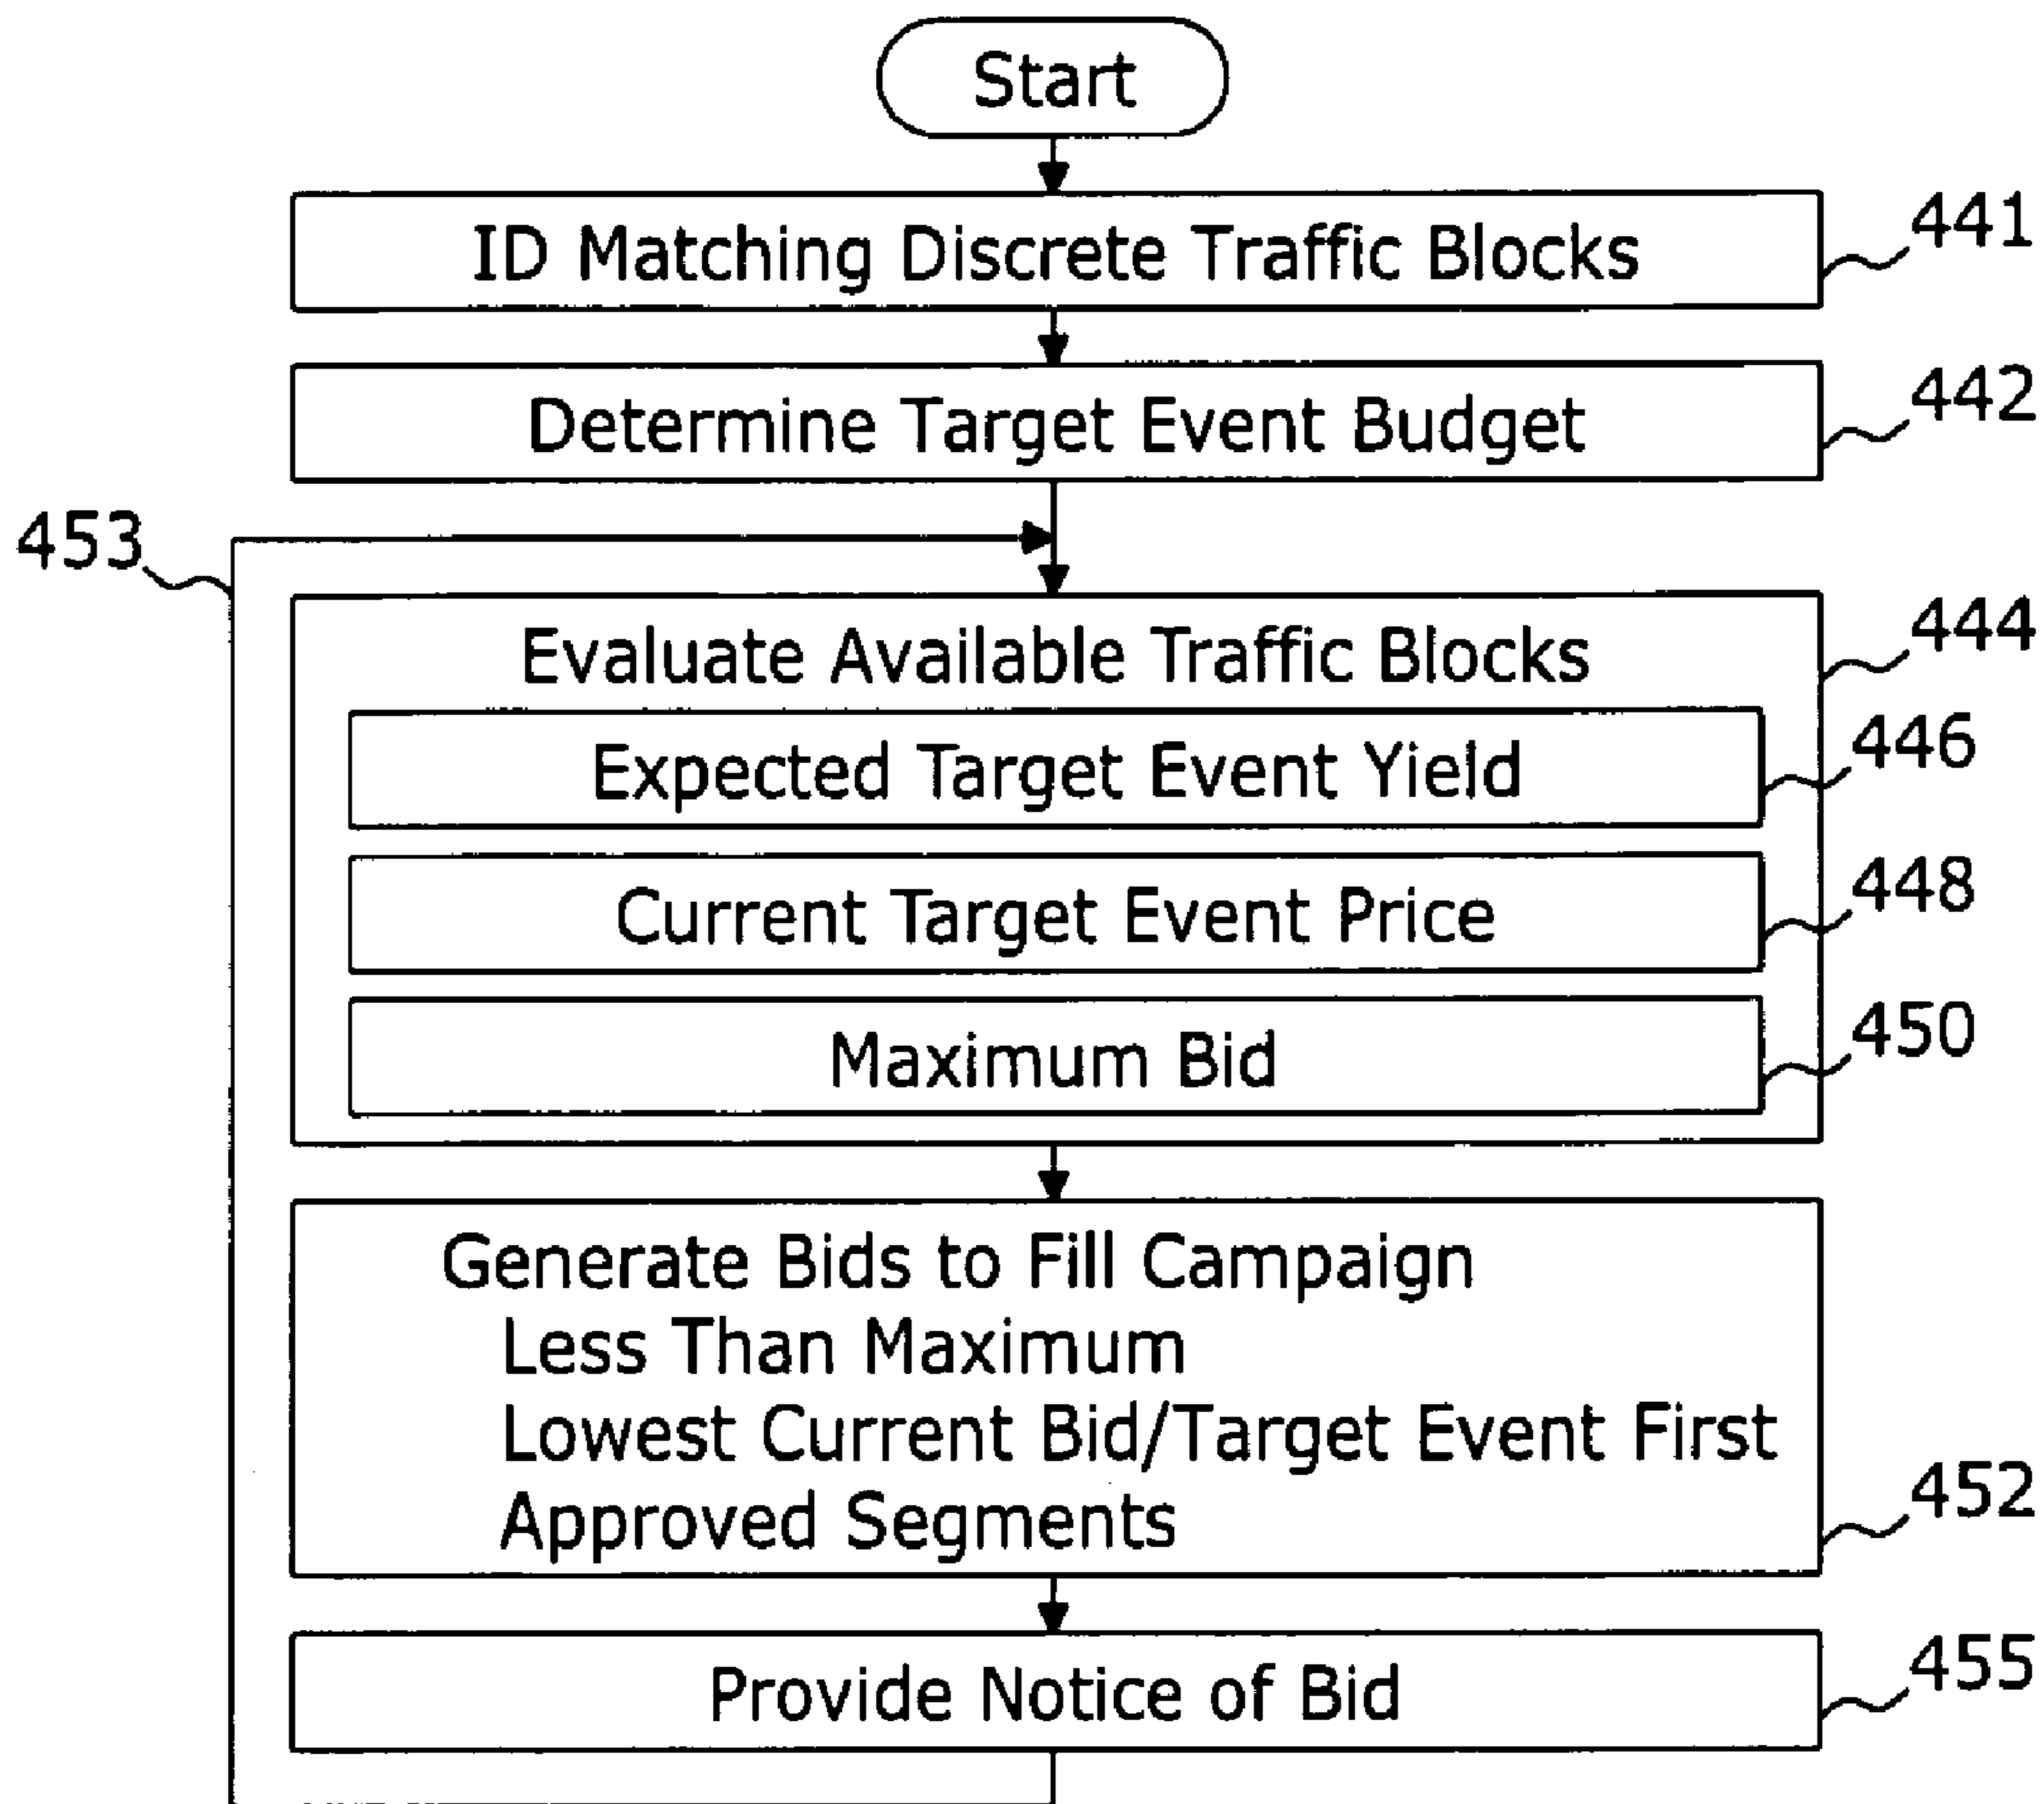 Start
ID Matching Discrete Traffic Blocks
441
Determine Target Event Budget
442
453
Evaluate Available Traffic Blocks
444
Expected Target Event Yield
446
Current Target Event Price
448
Maximum Bid
450
Generate Bids to Fill Campaign
Less Than Maximum
Lowest Current Bid/Target Event First
Approved Segments
452
Provide Notice of Bid
455